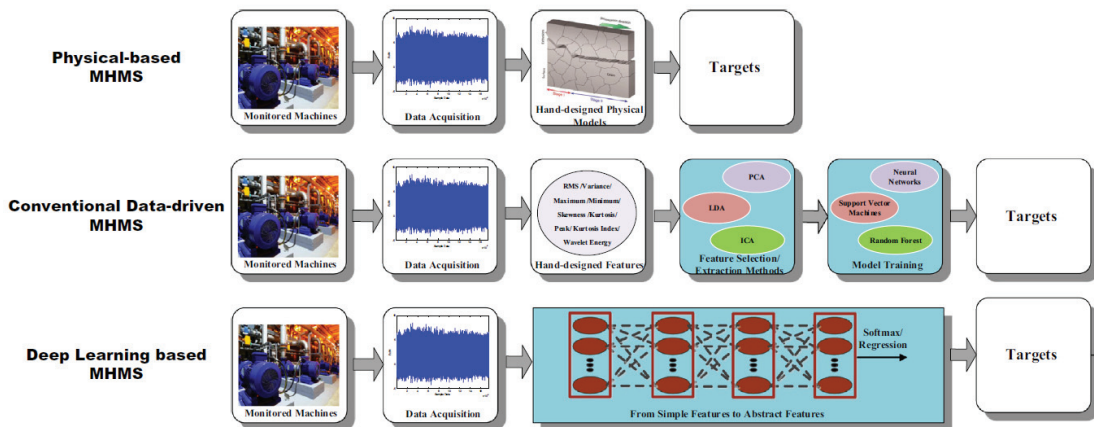 Physical-based
MHMS
Monitored Machines
Data Acquisition
Hand-designed Physical
Models
Targets
Conventional Data-driven
MHMS
Monitored Machines
Data Acquisition
RMS /Variance/
Maximum /Minimum/
Skewness /Kurtosis/
Peak/ Kurtosis Index/
Wavelet Energy
Hand-designed Features
PCA
LDA
ICA
Feature Selection/
Extraction Methods
Neural
Networks
Support Vector
Machines
Random Forest
Model Training
Targets
Deep Learning based
MHMS
Monitored Machines
Data Acquisition
Softmax/
Regression
From Simple Features to Abstract Features
Targets